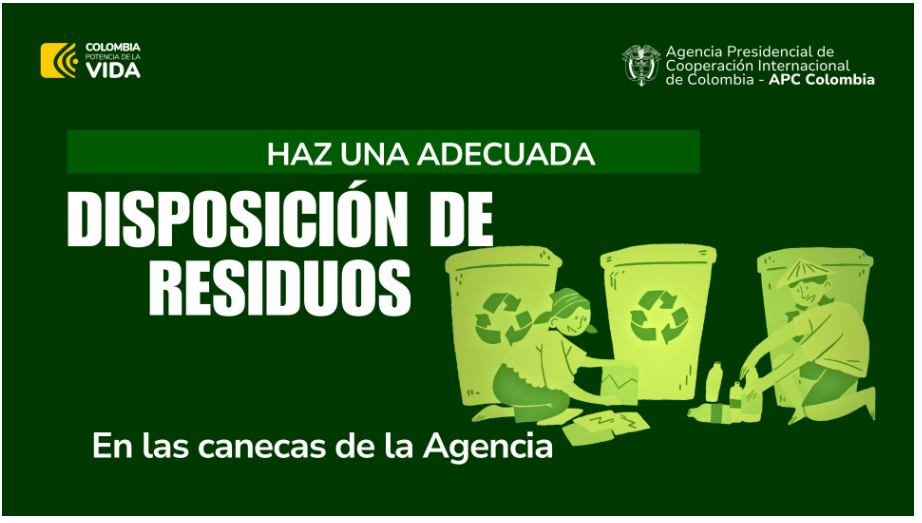 COLOMBIA
POTENCIA DE LA
VIDA
Agencia Presidencial de
Cooperación Internacional
de Colombia - APC Colombia
HAZ UNA ADECUADA
DISPOSICIÓN DE
RESIDUOS
En las canecas de la Agencia